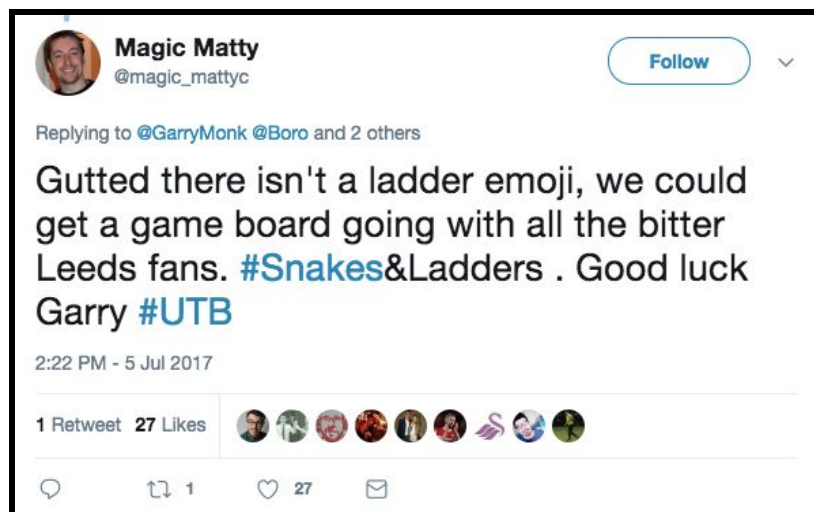 Magic Matty
@magic_mattyc
Follow
Replying to @GarryMonk @Boro and 2 others
Gutted there isn't a ladder emoji, we could
get a game board going with all the bitter
Leeds fans. #Snakes&Ladders . Good luck
Garry #UTB
2:22 PM - 5 Jul 2017
1 Retweet 27 Likes
1 27